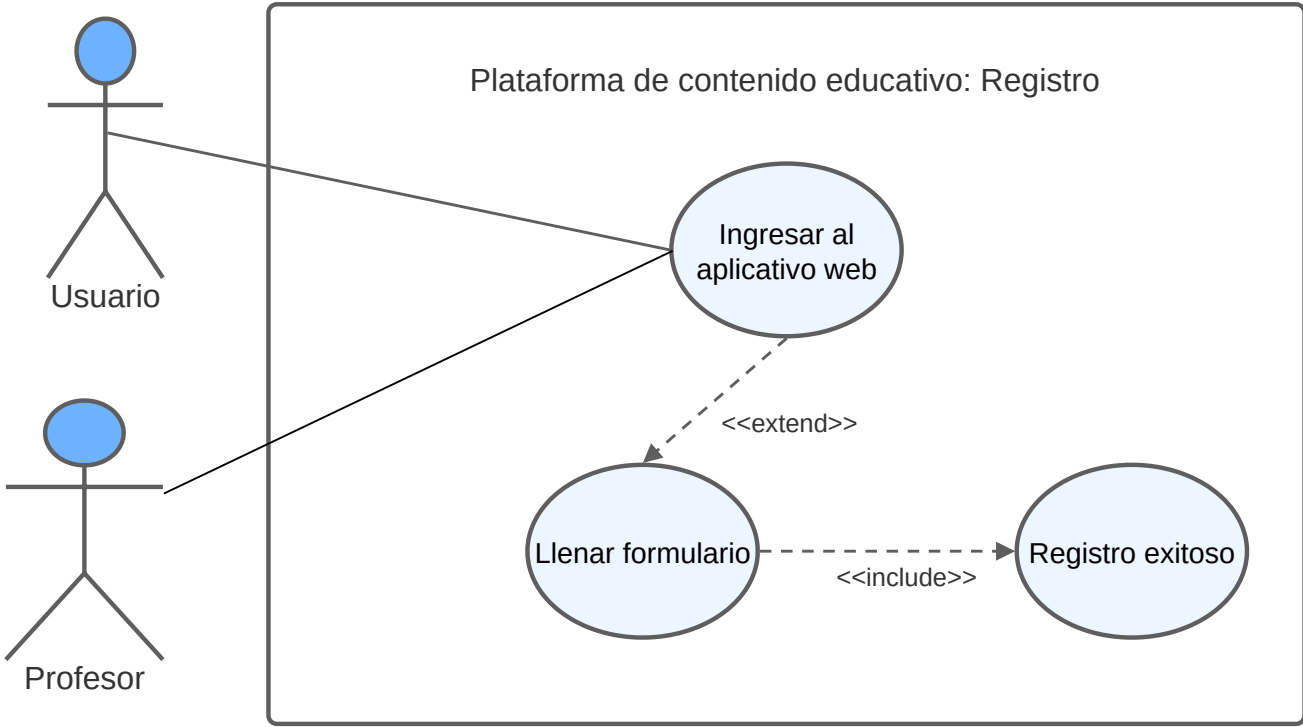 Plataforma de contenido educativo: Registro
Usuario
Ingresar al
aplicativo web
<<extend>>
Llenar formulario
<<include>>
Registro exitoso
Profesor